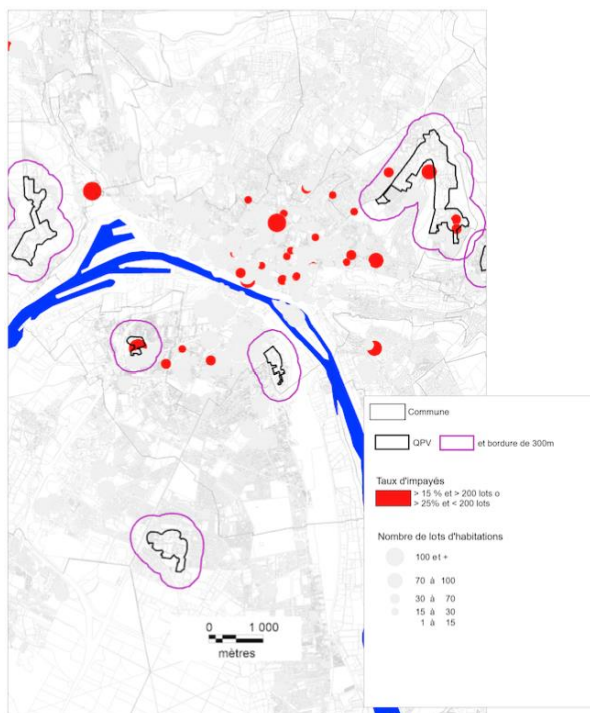 Commune
QPV et bordure de 300m
Taux d'impayés
> 15 % et > 200 lots o
> 25% et < 200 lots
Nombre de lots d'habitations
100 et +
70 à 100
30 à 70
15 à 30
1 à 15
0 1 000
mètres